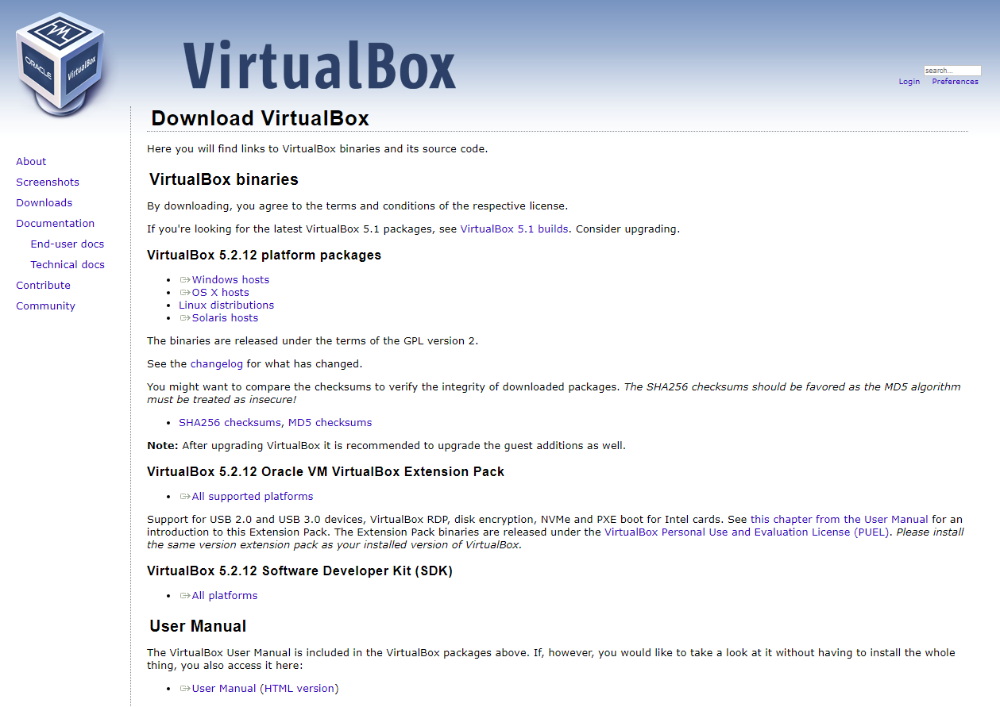 ORACLE
VirtualBox
VirtualBox
search...
Login Preferences
About
Screenshots
Downloads
Documentation
End-user docs
Technical docs
Contribute
Community
Download VirtualBox
Here you will find links to VirtualBox binaries and its source code.
VirtualBox binaries
By downloading, you agree to the terms and conditions of the respective license.
If you're looking for the latest VirtualBox 5.1 packages, see VirtualBox 5.1 builds. Consider upgrading.
VirtualBox 5.2.12 platform packages
• Windows hosts
• OS X hosts
• Linux distributions
• Solaris hosts
The binaries are released under the terms of the GPL version 2.
See the changelog for what has changed.
You might want to compare the checksums to verify the integrity of downloaded packages. The SHA256 checksums should be favored as the MD5 algorithm
must be treated as insecure!
• SHA256 checksums, MD5 checksums
Note: After upgrading VirtualBox it is recommended to upgrade the guest additions as well.
VirtualBox 5.2.12 Oracle VM VirtualBox Extension Pack
• All supported platforms
Support for USB 2.0 and USB 3.0 devices, VirtualBox RDP, disk encryption, NVMe and PXE boot for Intel cards. See this chapter from the User Manual for an
introduction to this Extension Pack. The Extension Pack binaries are released under the VirtualBox Personal Use and Evaluation License (PUEL). Please install
the same version extension pack as your installed version of VirtualBox.
VirtualBox 5.2.12 Software Developer Kit (SDK)
• All platforms
User Manual
The VirtualBox User Manual is included in the VirtualBox packages above. If, however, you would like to take a look at it without having to install the whole
thing, you also access it here:
• User Manual (HTML version)